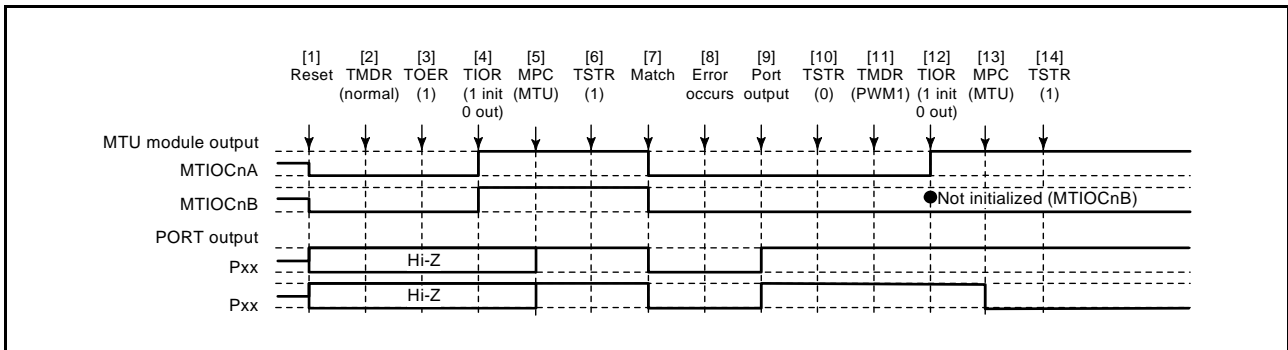 [1] [2] [3] [4] [5] [6] [7] [8] [9] [10] [11] [12] [13] [14]
Reset TMDR TOER TIOR MPC TSTR Match Error Port TSTR TMDR TIOR MPC TSTR
(normal) (1) (1 init (MTU) (1) occurs output (0) (PWM1) (1 init (MTU) (1)
0 out) 0 out)
MTU module output
MTIOCnA
MTIOCnB
●Not initialized (MTIOCnB)
PORT output
Pxx
Hi-Z
Pxx
Hi-Z